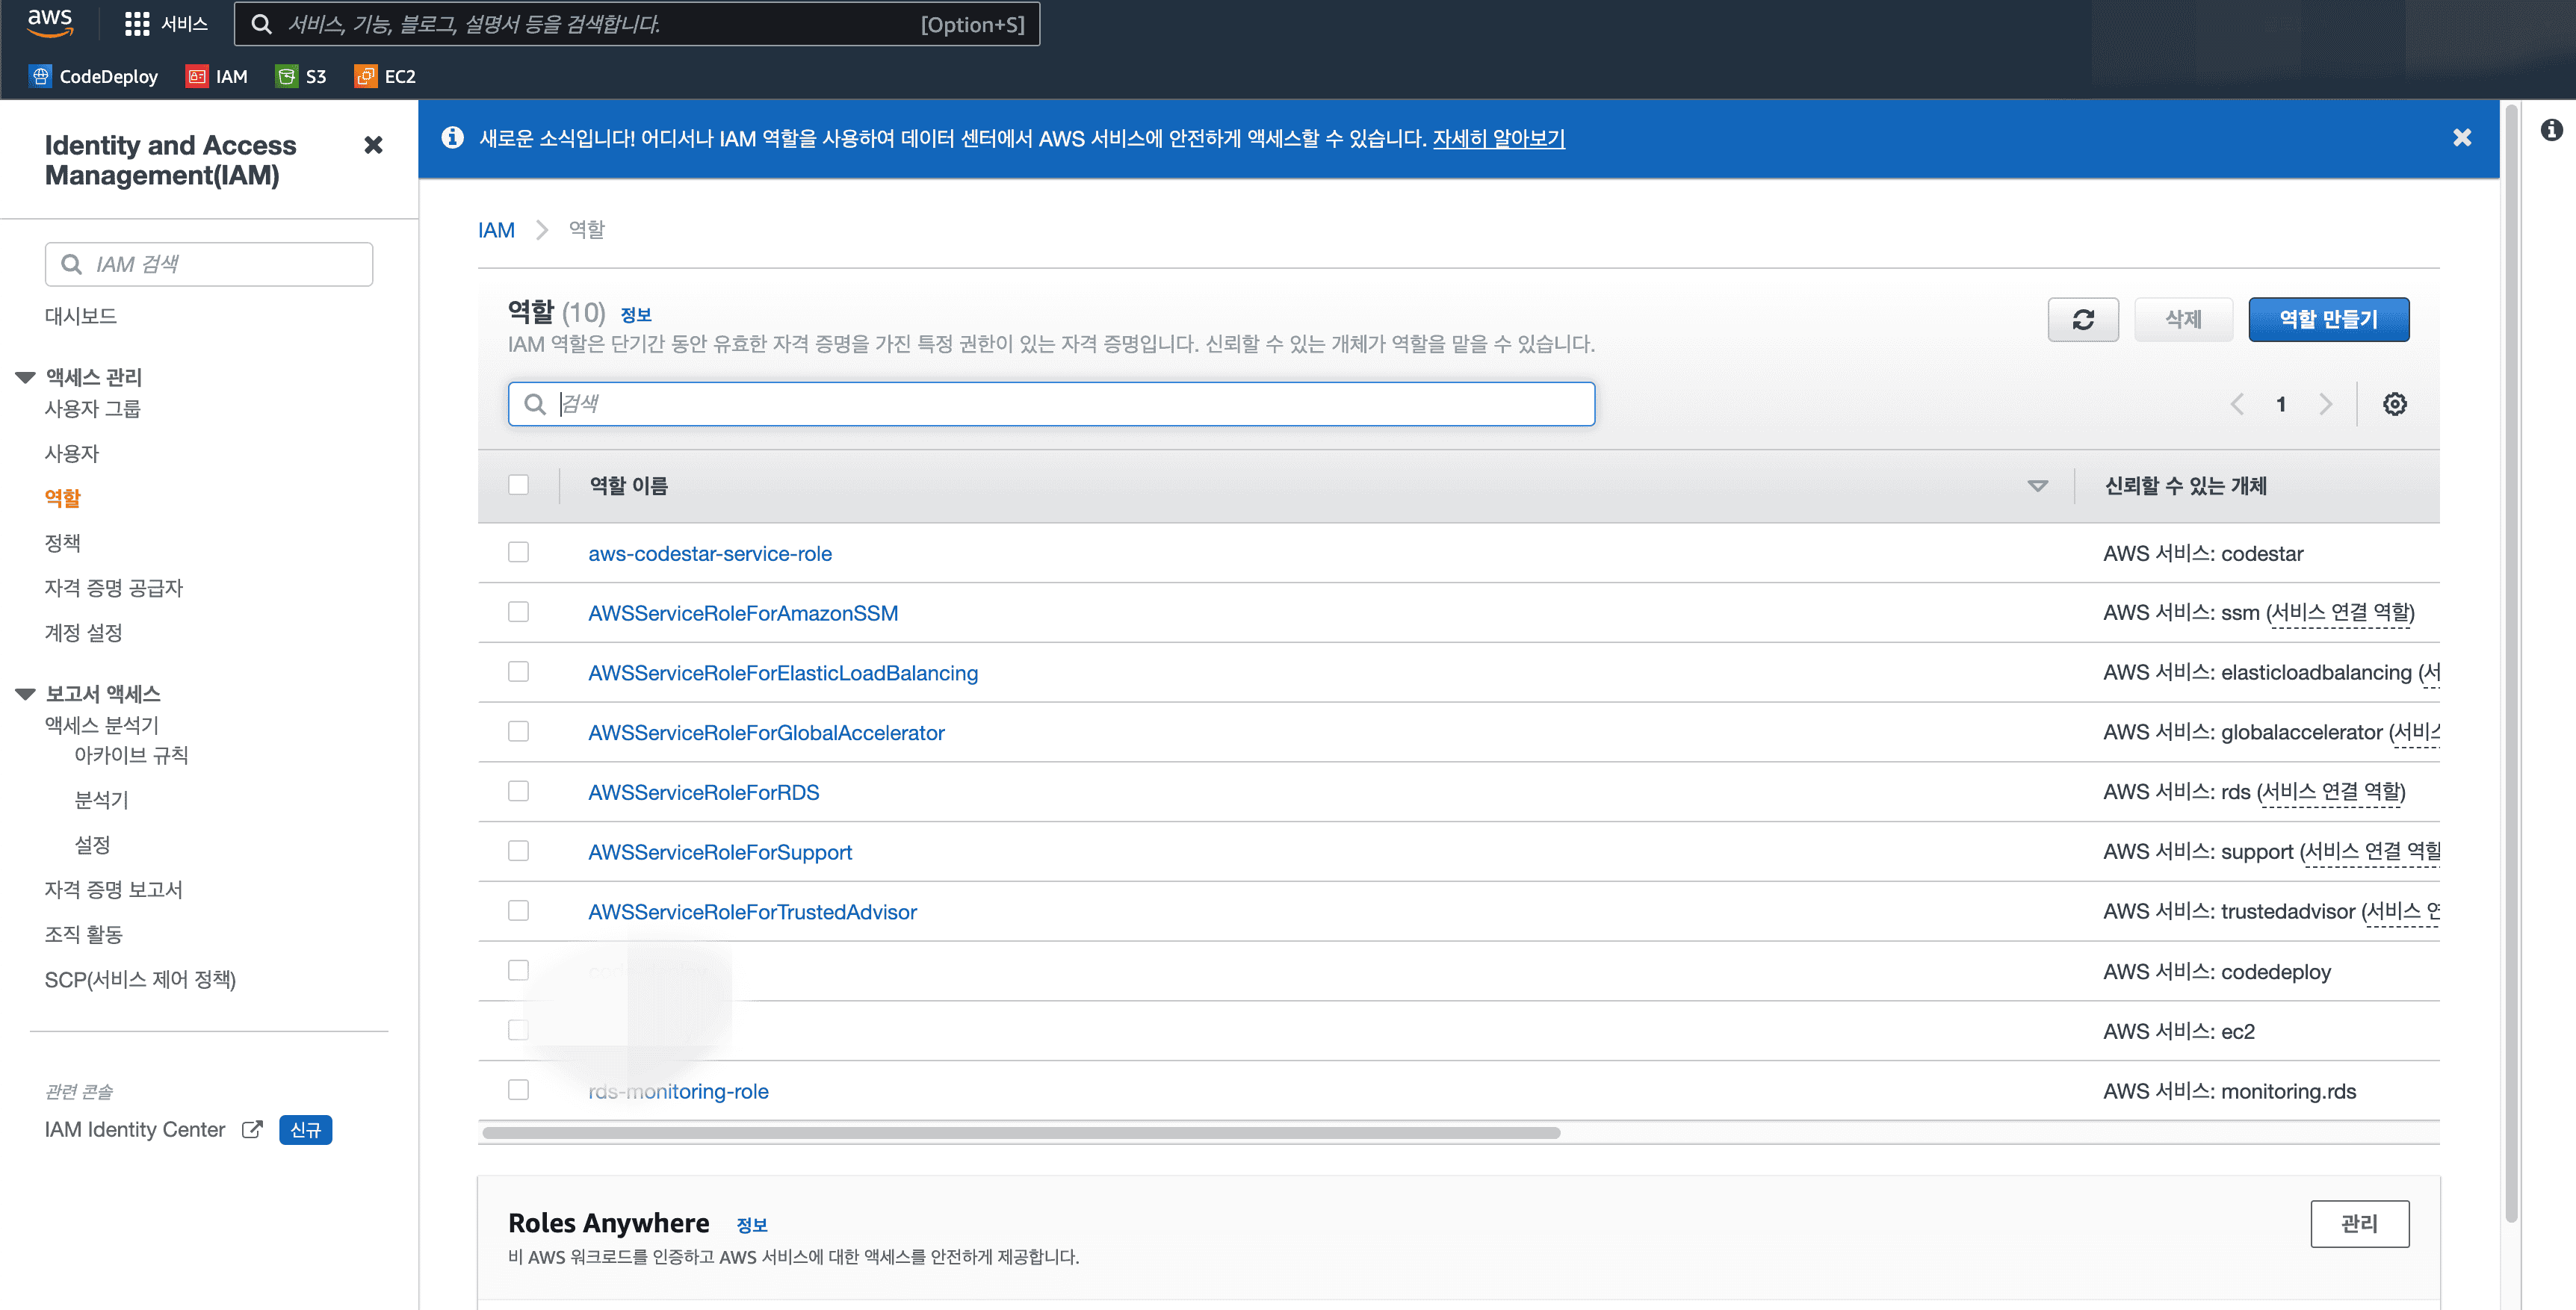 aws
서비스
서비스, 기능, 블로그, 설명서 등을 검색합니다.
[Option+S]
CodeDeploy
IAM
S3
EC2
Identity and Access
Management(IAM)
IAM 검색
대시보드
액세스 관리
사용자 그룹
사용자
역할
정책
자격 증명 공급자
계정 설정
보고서 액세스
액세스 분석기
아카이브 규칙
분석기
설정
자격 증명 보고서
조직 활동
SCP(서비스 제어 정책)
관련 콘솔
IAM Identity Center
신규
새로운 소식입니다! 어디서나 IAM 역할을 사용하여 데이터 센터에서 AWS 서비스에 안전하게 액세스할 수 있습니다. 자세히 알아보기
IAM
역할
역할 (10) 정보
IAM 역할은 단기간 동안 유효한 자격 증명을 가진 특정 권한이 있는 자격 증명입니다. 신뢰할 수 있는 개체가 역할을 맡을 수 있습니다.
삭제
역할 만들기
검색
1
역할 이름
신뢰할 수 있는 개체
aws-codestar-service-role
AWS 서비스: codestar
AWSServiceRoleForAmazonSSM
AWS 서비스: ssm (서비스 연결 역할)
AWSServiceRoleForElasticLoadBalancing
AWS 서비스: elasticloadbalancing (서
AWSServiceRoleForGlobalAccelerator
AWS 서비스: globalaccelerator (서비스
AWSServiceRoleForRDS
AWS 서비스: rds (서비스 연결 역할)
AWSServiceRoleForSupport
AWS 서비스: support (서비스 연결 역할
AWSServiceRoleForTrustedAdvisor
AWS 서비스: trustedadvisor (서비스 연
AWS 서비스: codedeploy
AWS 서비스: ec2
rds-monitoring-role
AWS 서비스: monitoring.rds
Roles Anywhere 정보
비 AWS 워크로드를 인증하고 AWS 서비스에 대한 액세스를 안전하게 제공합니다.
관리